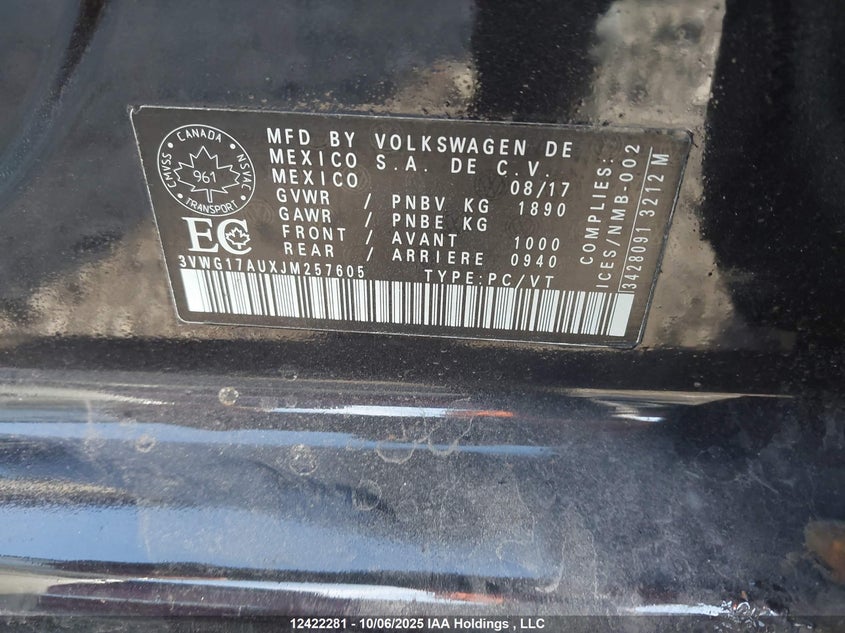 MFD BY VOLKSWAGEN DE
MEXICO S.A. DE C.V.
MEXICO 08/17
GVWR / PNBV KG 1890
GAWR / PNBE KG
FRONT / AVANT 1000
REAR / ARRIERE 0940
3VWG17AUXJM257605 TYPE:PC/VT
CANADA
CMVSS
NSVAC
961
TRANSPORT
EC
COMPLIES:
ICES/NMB-002
3428091 3212 M
12422281 - 10/06/2025 IAA Holdings , LLC